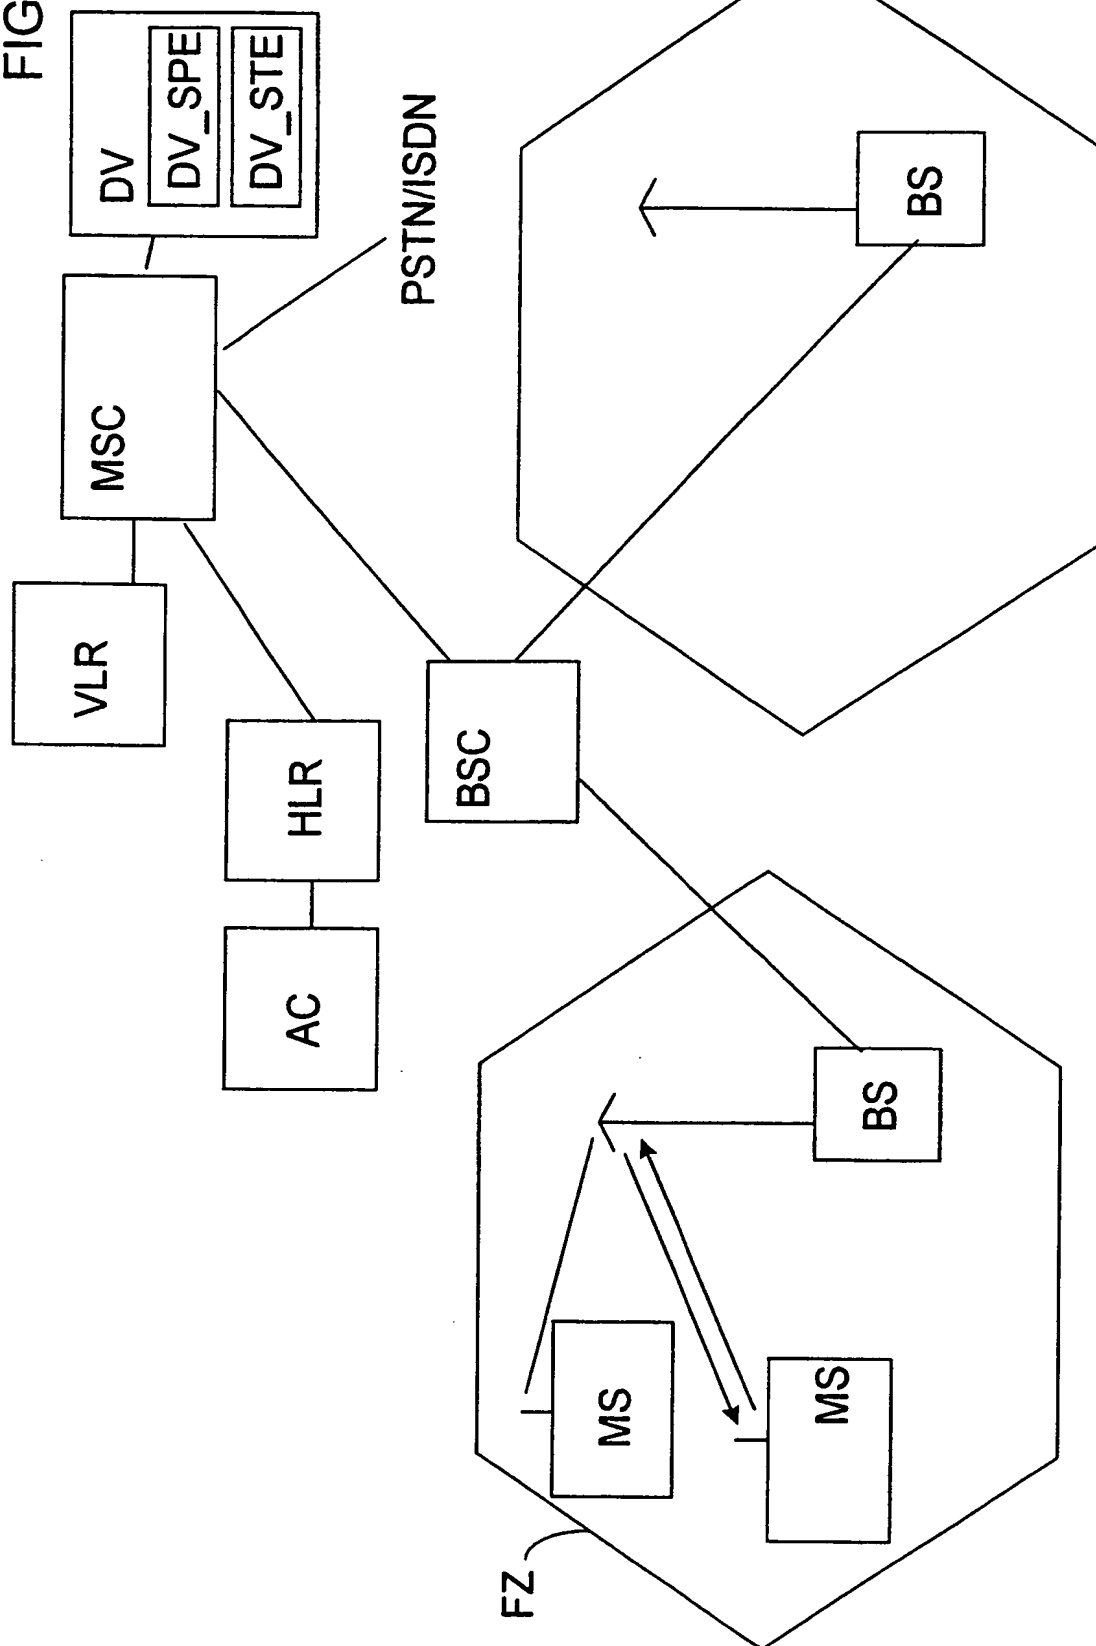 FIG
DV
DV_SPE
DV_STE
MSC
PSTN/ISDN
VLR
HLR
AC
BSC
BS
BS
MS
MS
FZ